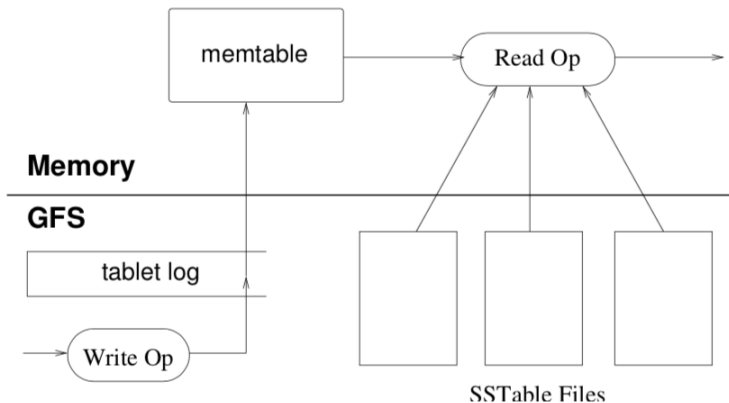 memtable
Read Op
Memory
GFS
tablet log
Write Op
SSTable Files